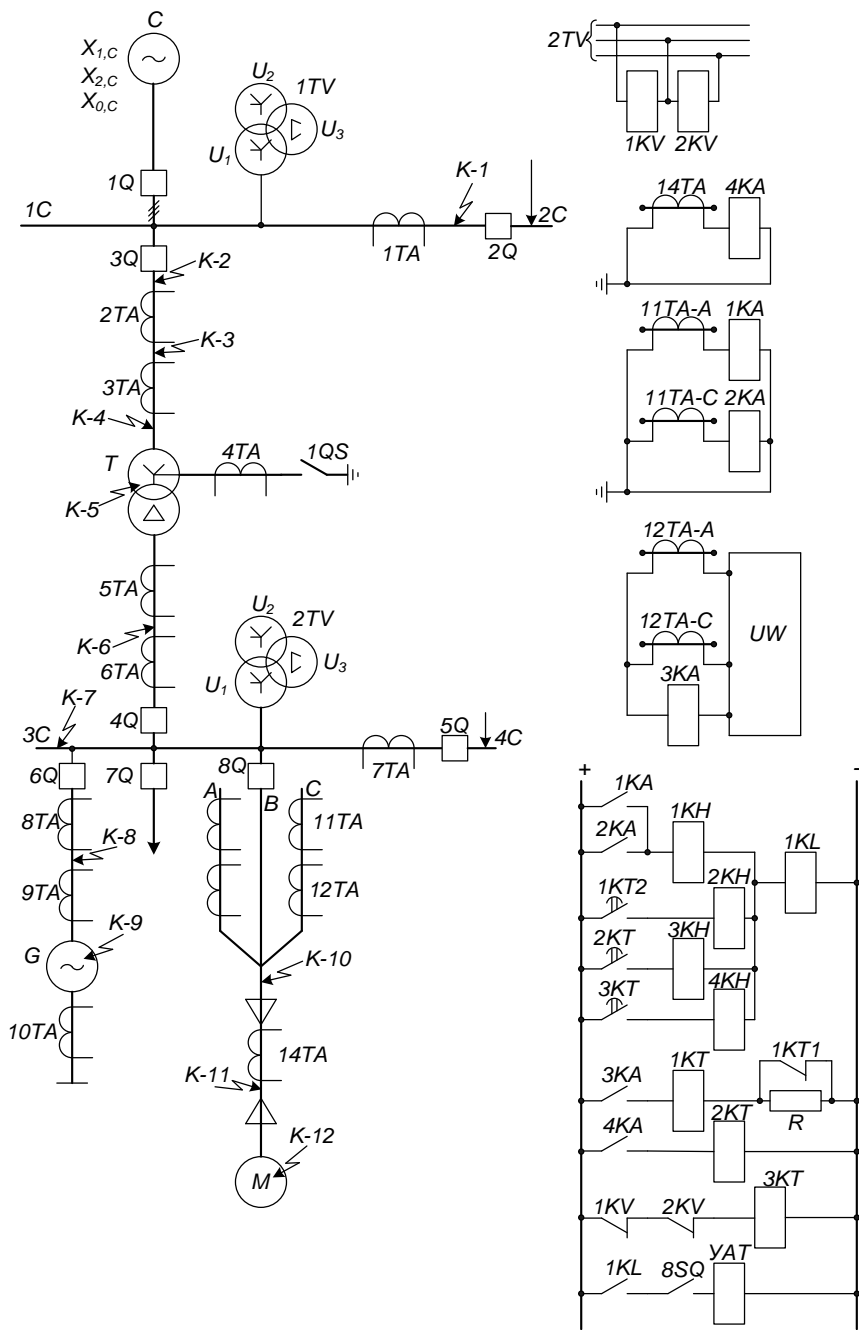 C
X1,C
X2,C
X0,C
U2
1TV
U3
U1
1Q
K-1
1C
2C
1TA
2Q
3Q
K-2
2TA
K-3
3TA
K-4
T
4TA
1QS
K-5
5TA
K-6
6TA
U2
2TV
U3
U1
K-7
4Q
5Q
3C
4C
7TA
6Q
7Q
8Q
A
B
C
8TA
11TA
K-8
9TA
12TA
K-9
G
K-10
10TA
14TA
K-11
K-12
M
2TV
1KV
2KV
14TA
4KA
11TA-A
1KA
11TA-C
2KA
12TA-A
12TA-C
UW
3KA
+
-
1KA
1KH
2KA
1KL
2KH
1KT2
3KH
2KT
4KH
3KT
1KT
1KT1
3KA
R
2KT
4KA
3KT
1KV
2KV
УАТ
1KL
8SQ